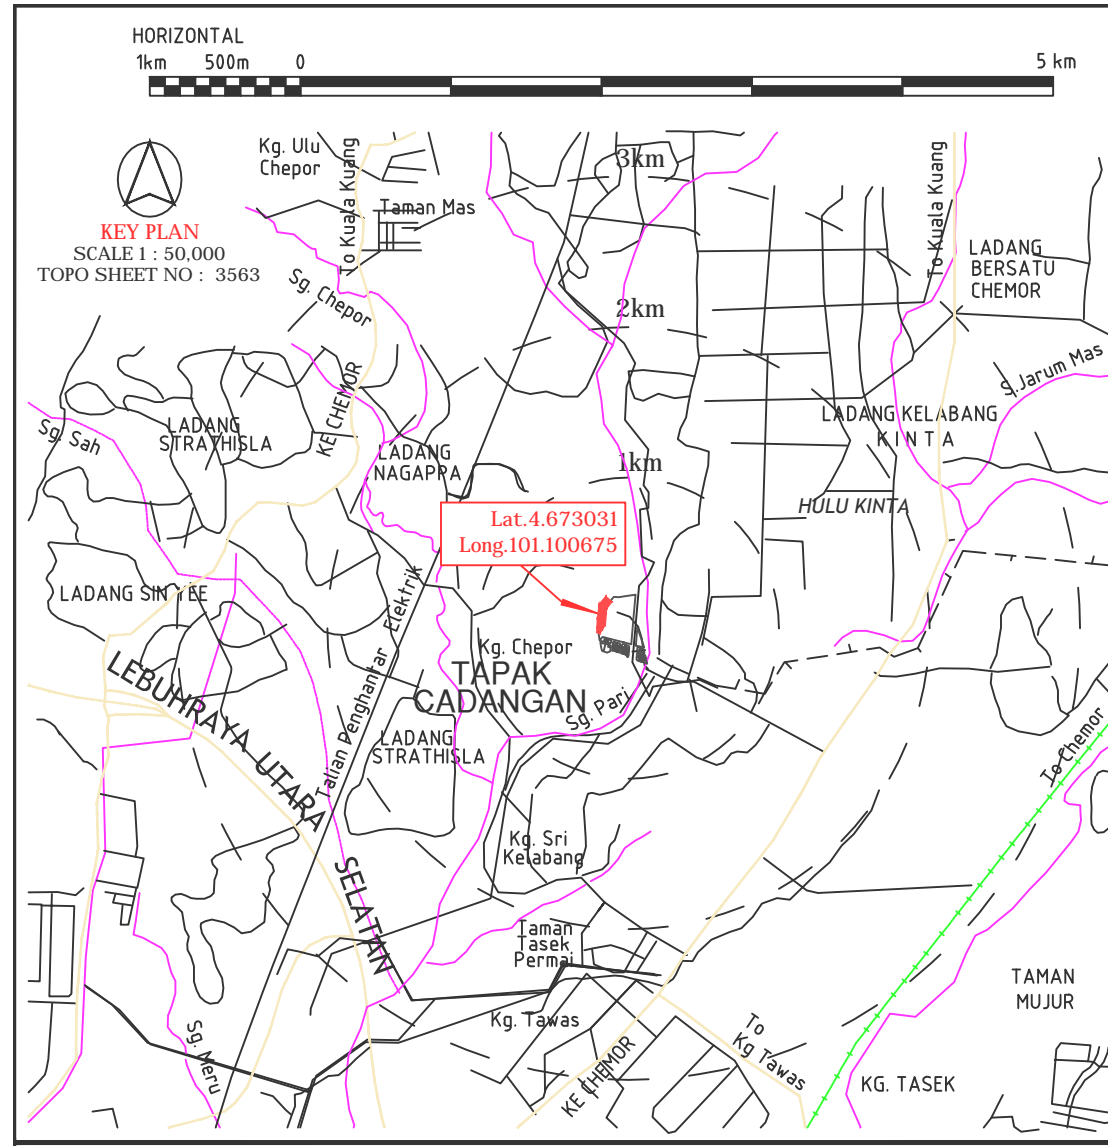 HORIZONTAL
1km 500m 0 5 km
Kg. Ulu
Chepor
To Kuala Kuang
3km
To Kuala Kuang
Taman Mas
KEY PLAN
SCALE 1 : 50,000
TOPO SHEET NO : 3563
LADANG
BERSATU
CHEMOR
Sg. Chepor
2km
S.Jarum Mas
KE CHEMOR
LADANG
STRATHISLA
Sg. Sah
LADANG KELABANG
KINTA
LADANG
NAGAPPA
1km
HULU KINTA
Lat.4.673031
Long.101.100675
LADANG SIN TEE
Talian Penghantar Elektrik
Kg. Chepor
TAPAK
CADANGAN
Sg. Pari
LEBUHRAYA UTARA
SELATAN
LADANG
STRATHISLA
To Chemor
Kg. Sri
Kelabang
Taman
Tasek
Permai
TAMAN
MUJUR
Kg. Tawas
Sg. Meru
KE CHEMOR
To
Kg Tawas
KG. TASEK